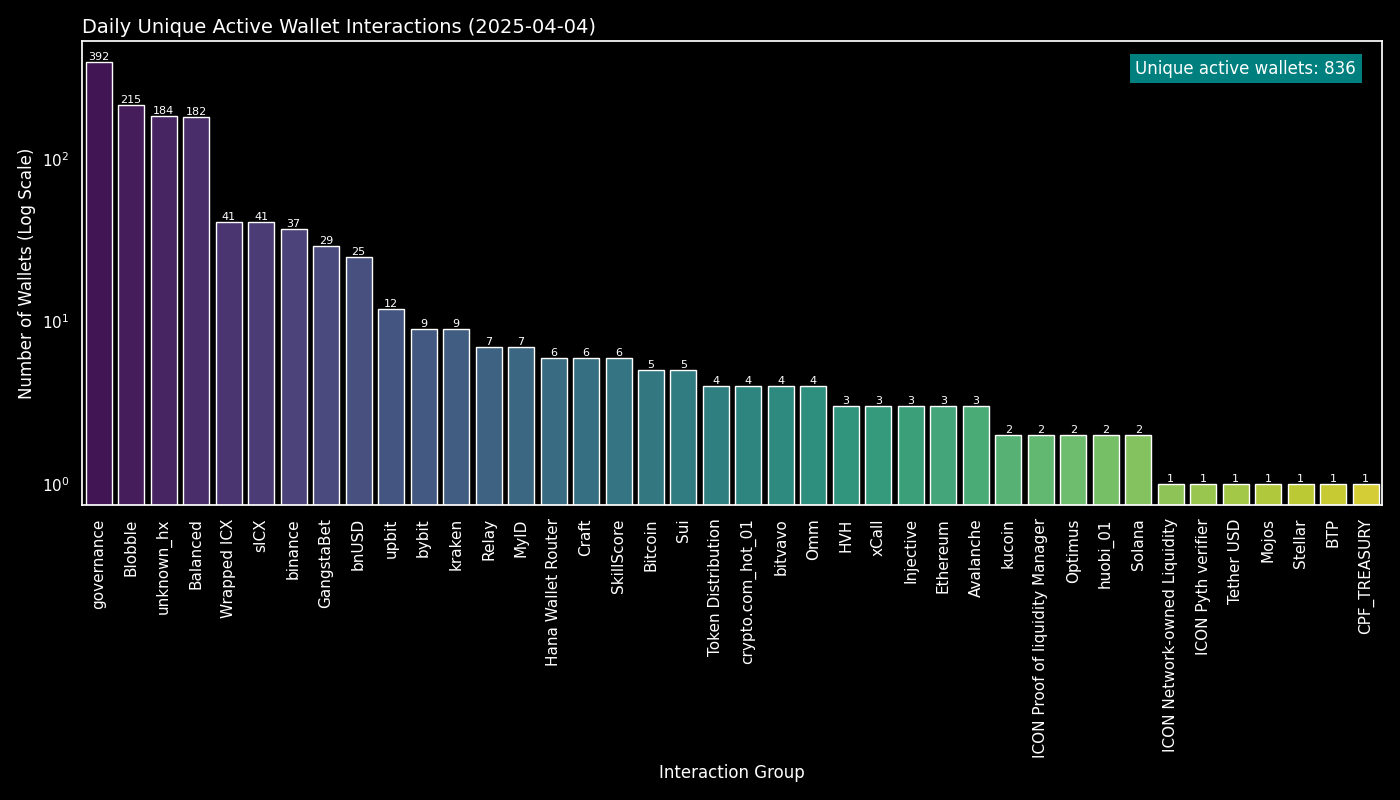 Daily Unique Active Wallet Interactions (2025-04-04)
Unique active wallets: 836
Number of Wallets (Log Scale)
10²
10¹
10⁰
392
215
184
182
41
41
37
29
25
12
9
9
7
7
6
6
6
5
5
4
4
4
4
3
3
3
3
3
2
2
2
2
2
1
1
1
1
1
1
1
governance
Blobble
unknown_hx
Balanced
Wrapped ICX
sICX
binance
GangstaBet
bnUSD
upbit
bybit
kraken
Relay
MyID
Hana Wallet Router
Craft
SkillScore
Bitcoin
Sui
Token Distribution
crypto.com_hot_01
bitvavo
Omm
HVH
xCall
Injective
Ethereum
Avalanche
kucoin
ICON Proof of liquidity Manager
Optimus
huobi_01
Solana
ICON Network-owned Liquidity
ICON Pyth verifier
Tether USD
Mojos
Stellar
BTP
CPF_TREASURY
Interaction Group